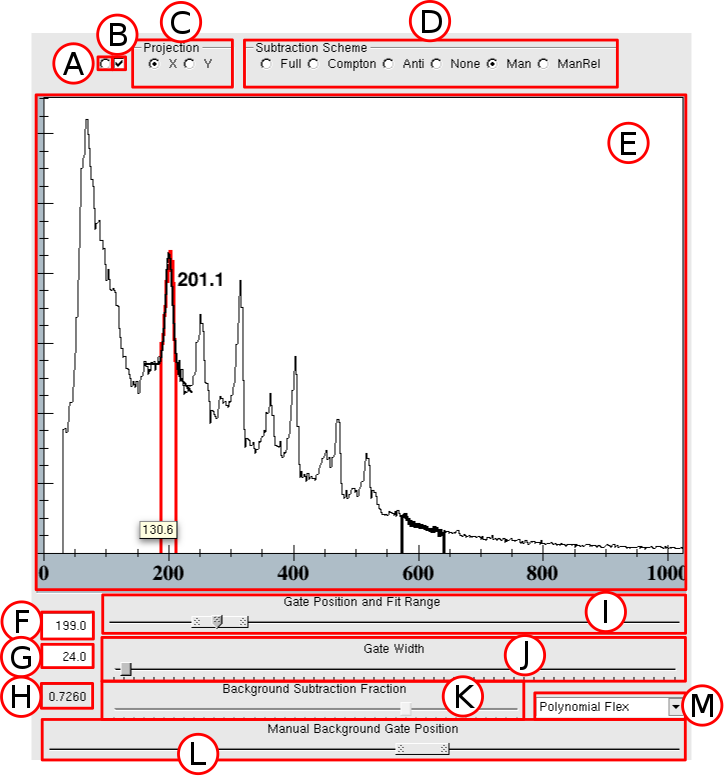 A B C D
Projection Subtraction Scheme
X Y Full Compton Anti None Man ManRel
E
201.1
130.6
0 200 400 600 800 1000
Gate Position and Fit Range
F 199.0 I
G 24.0 Gate Width J
H 0.7260 Background Subtraction Fraction K Polynomial Flex M
Manual Background Gate Position
L